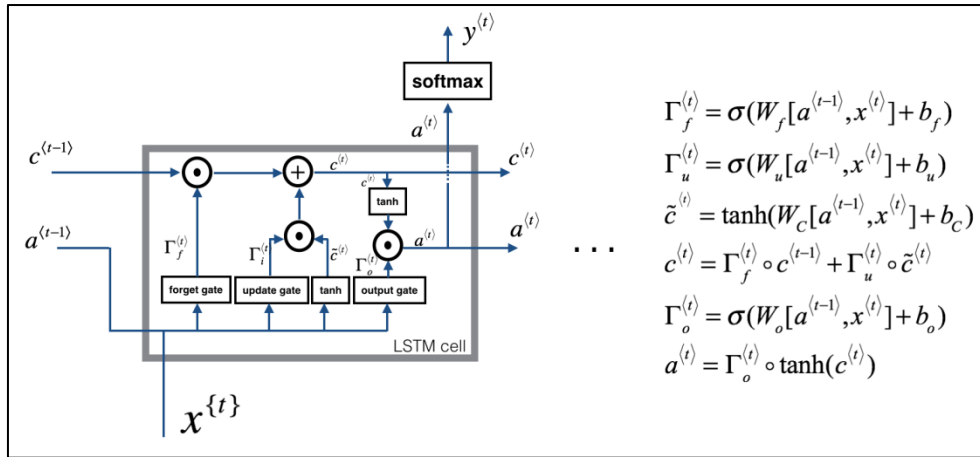 y⟨t⟩
softmax
a⟨t⟩
c⟨t-1⟩
c⟨t⟩
c⟨t⟩
c⟨t⟩
tanh
a⟨t-1⟩
Γf⟨t⟩
Γi⟨t⟩
c̃⟨t⟩
Γo⟨t⟩
a⟨t⟩
a⟨t⟩
...
forget gate
update gate
tanh
output gate
LSTM cell
x{t}
Γf⟨t⟩ = σ(Wf[a⟨t-1⟩, x⟨t⟩] + bf)
Γu⟨t⟩ = σ(Wu[a⟨t-1⟩, x⟨t⟩] + bu)
c̃⟨t⟩ = tanh(WC[a⟨t-1⟩, x⟨t⟩] + bC)
c⟨t⟩ = Γf⟨t⟩ ∘ c⟨t-1⟩ + Γu⟨t⟩ ∘ c̃⟨t⟩
Γo⟨t⟩ = σ(Wo[a⟨t-1⟩, x⟨t⟩] + bo)
a⟨t⟩ = Γo⟨t⟩ ∘ tanh(c⟨t⟩)